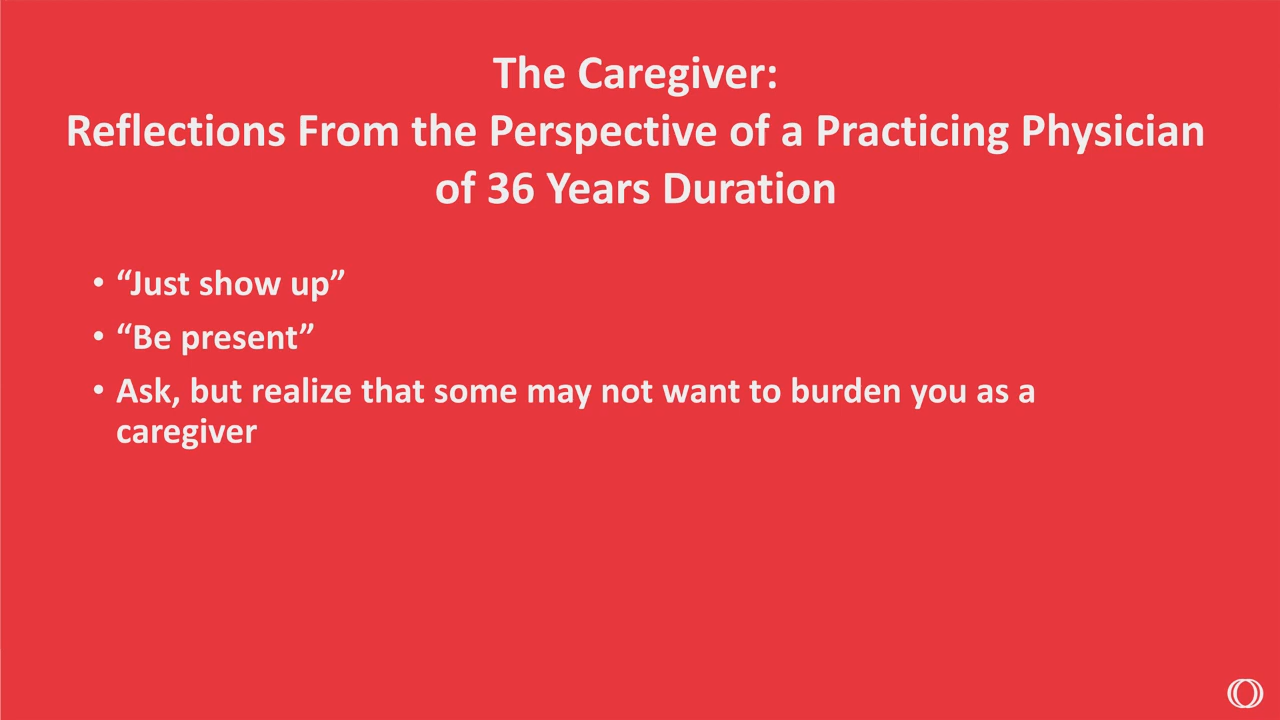 The Caregiver:
Reflections From the Perspective of a Practicing Physician
of 36 Years Duration
• “Just show up”
• “Be present”
• Ask, but realize that some may not want to burden you as a
caregiver